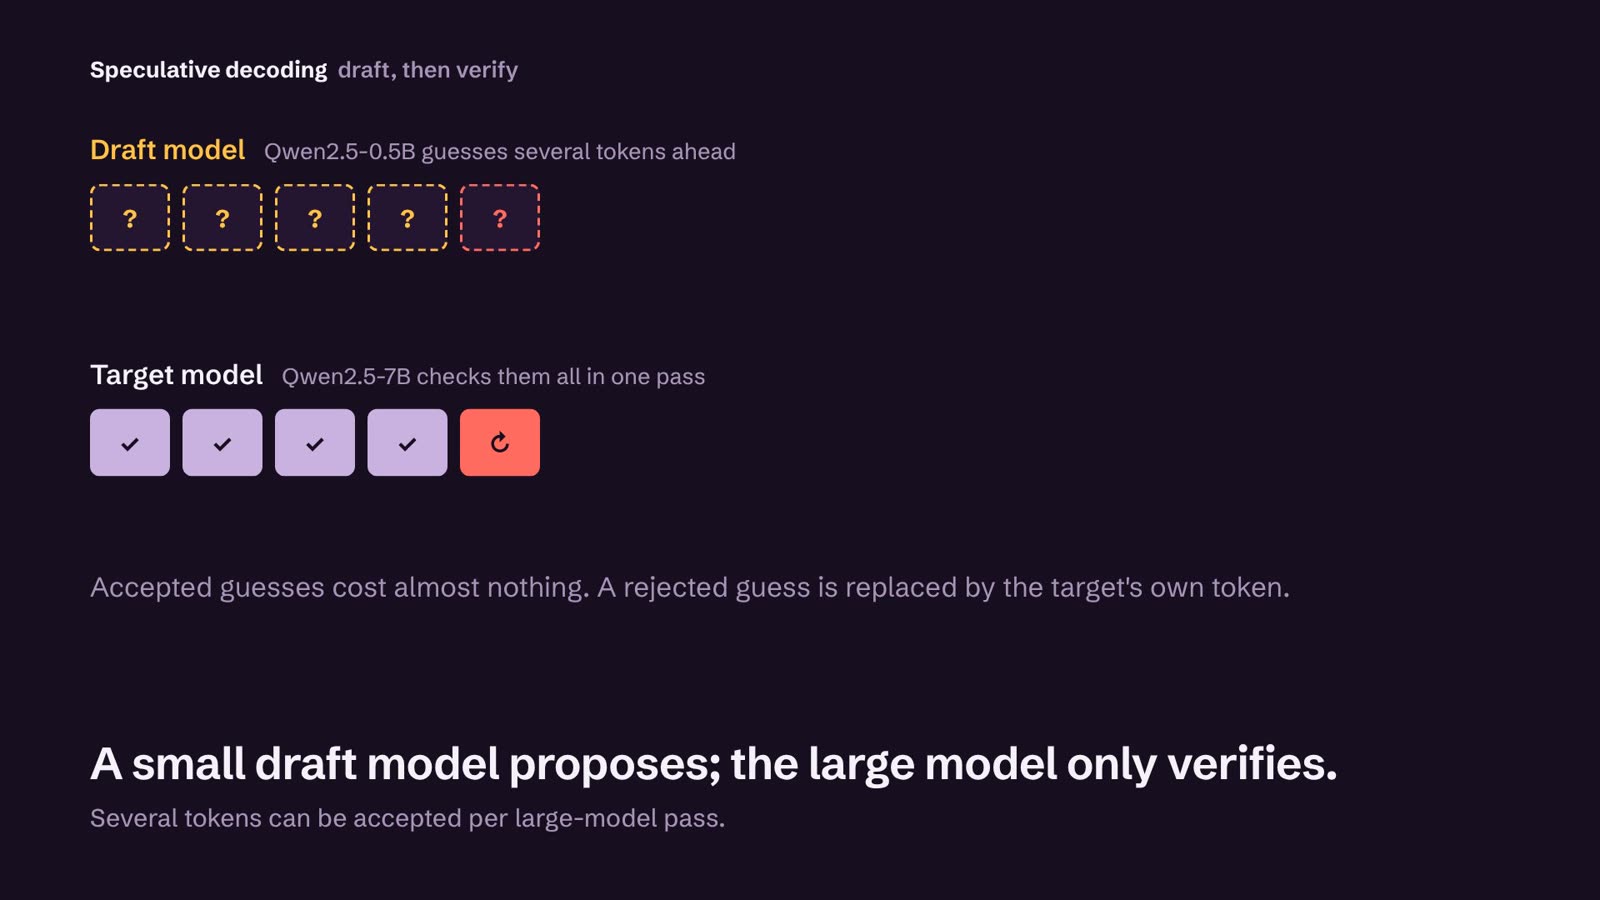 Speculative decoding draft, then verify
Draft model Qwen2.5-0.5B guesses several tokens ahead
? ? ? ? ?
Target model Qwen2.5-7B checks them all in one pass
✓ ✓ ✓ ✓ ↻
Accepted guesses cost almost nothing. A rejected guess is replaced by the target's own token.
A small draft model proposes; the large model only verifies.
Several tokens can be accepted per large-model pass.